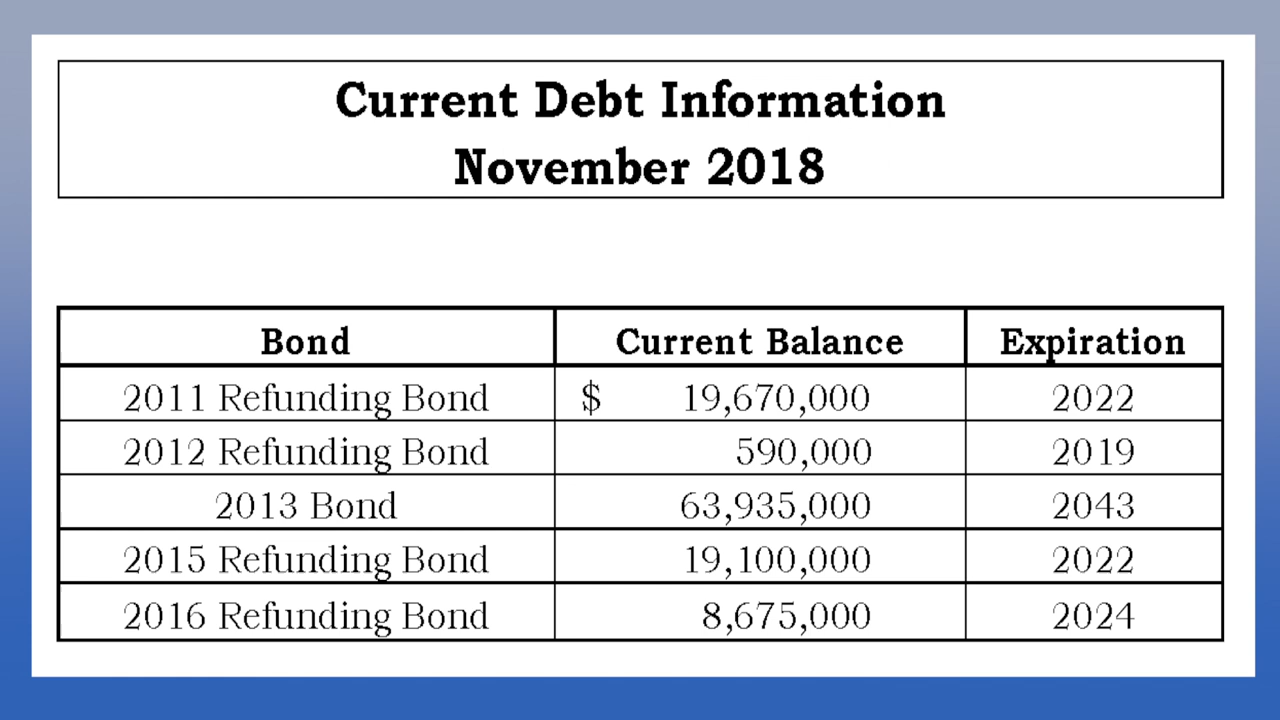 Current Debt Information
November 2018
Bond Current Balance Expiration
2011 Refunding Bond $ 19,670,000 2022
2012 Refunding Bond 590,000 2019
2013 Bond 63,935,000 2043
2015 Refunding Bond 19,100,000 2022
2016 Refunding Bond 8,675,000 2024